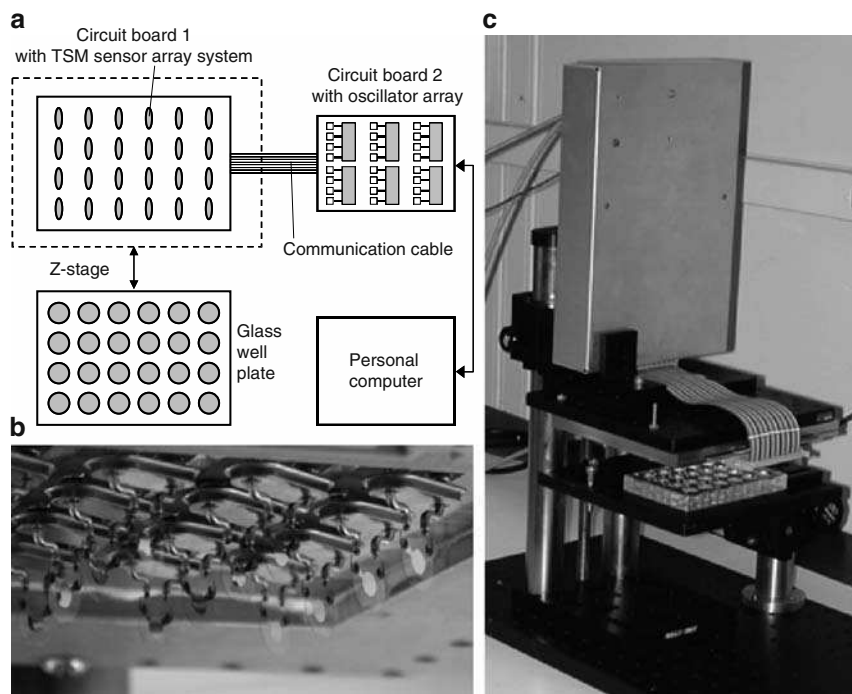 a
Circuit board 1
with TSM sensor array system
Circuit board 2
with oscillator array
Communication cable
Z-stage
Glass
well
plate
Personal
computer
b
c